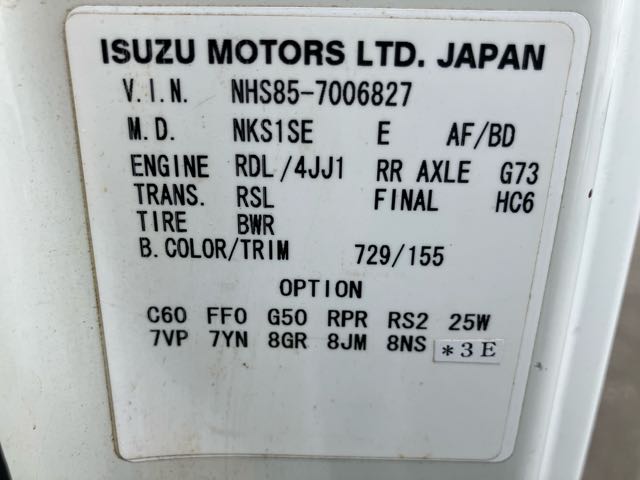 ISUZU MOTORS LTD. JAPAN
V.I.N. NHS85-7006827
M.D. NKS1SE E AF/BD
ENGINE RDL/4JJ1 RR AXLE G73
TRANS. RSL FINAL HC6
TIRE BWR
B.COLOR/TRIM 729/155
OPTION
C60 FF0 G50 RPR RS2 25W
7VP 7YN 8GR 8JM 8NS *3E